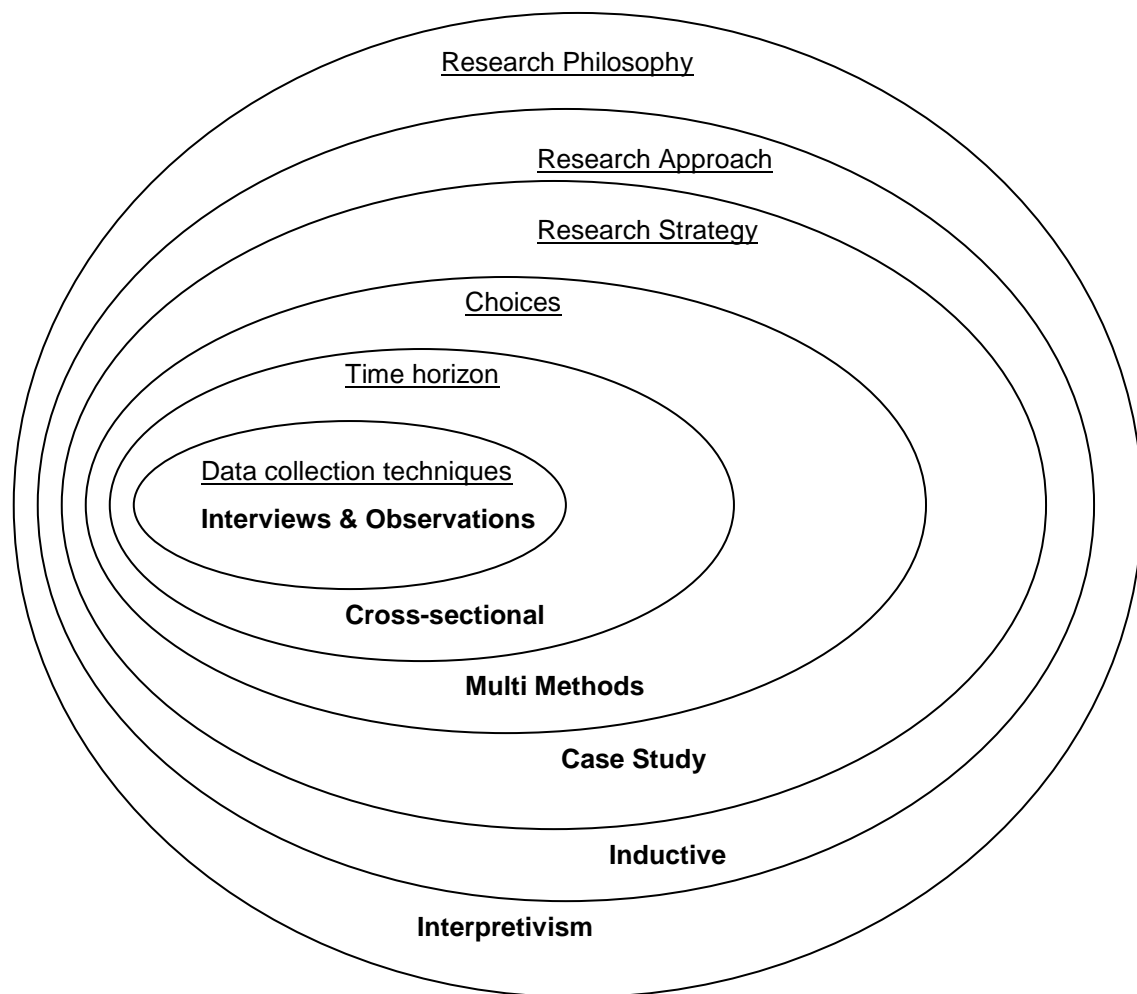 Research Philosophy
Research Approach
Research Strategy
Choices
Time horizon
Data collection techniques
Interviews & Observations
Cross-sectional
Multi Methods
Case Study
Inductive
Interpretivism